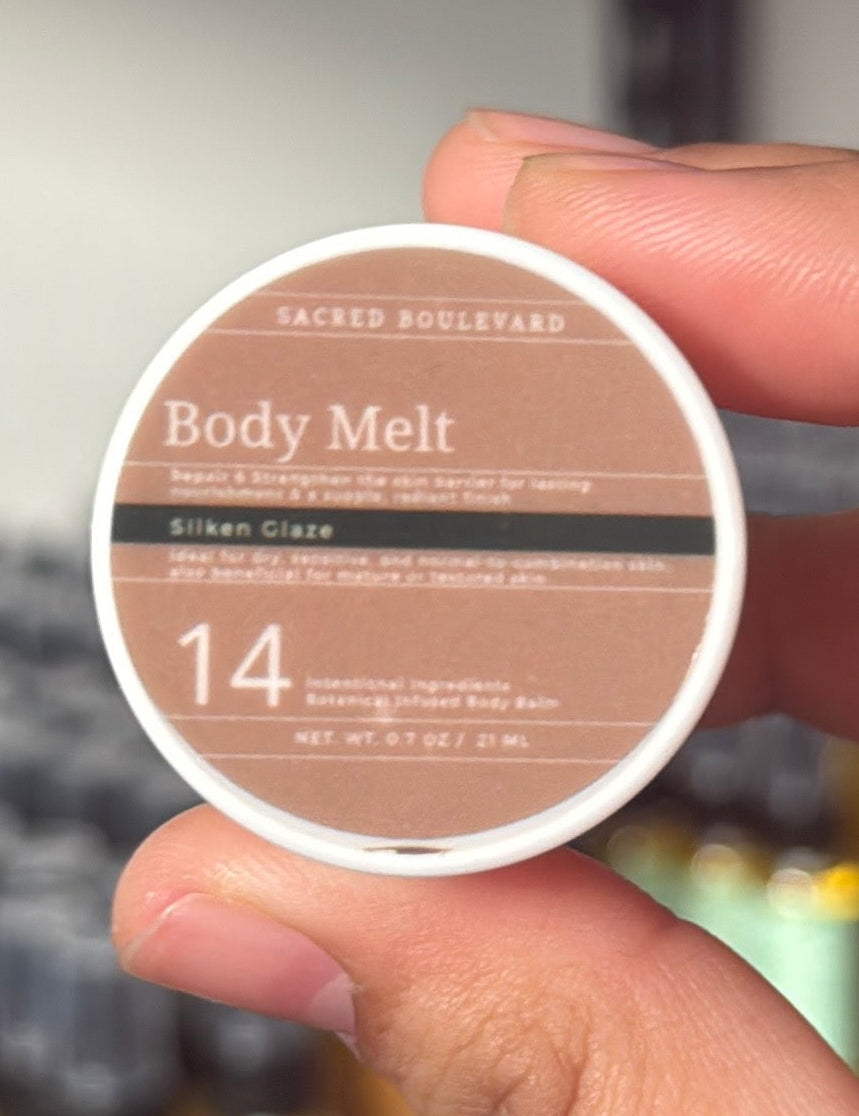 SACRED BOULEVARD
Body Melt
Repair & Strengthen the skin barrier for lasting
nourishment & a supple, radiant finish
Silken Glaze
Ideal for dry, sensitive, and normal-to-combination skin,
also beneficial for mature or textured skin.
14
Intentional Ingredients
Botanical Infused Body Balm
NET. WT. 0.7 OZ / 21 ML